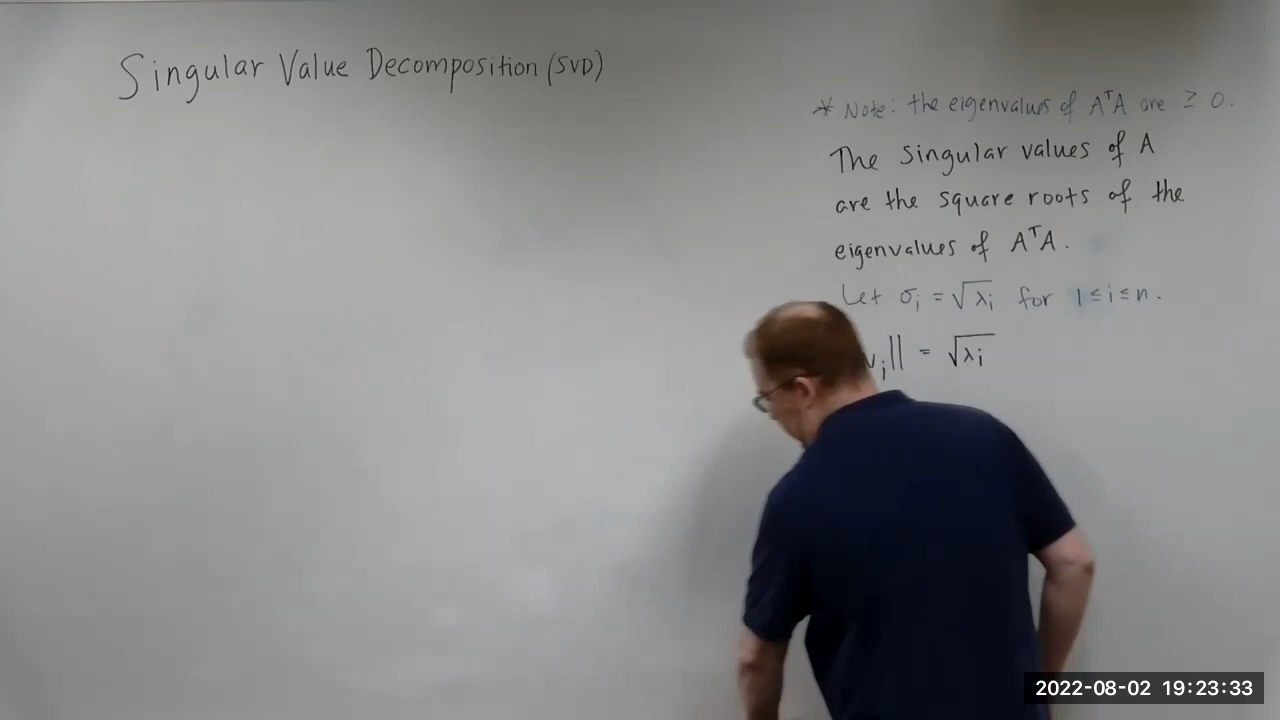 Singular Value Decomposition (SVD)
* Note: the eigenvalues of AᵀA are ≥ 0.
The singular values of A
are the square roots of the
eigenvalues of AᵀA.
Let σᵢ = √λᵢ for 1 ≤ i ≤ n.
ᵢ|| = √λᵢ
2022-08-02 19:23:33